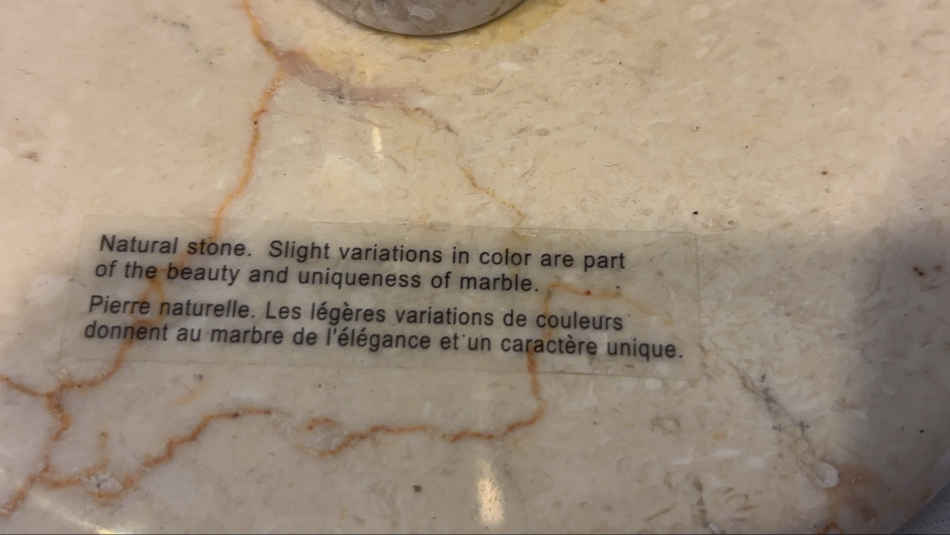 Natural stone. Slight variations in color are part
of the beauty and uniqueness of marble.
Pierre naturelle. Les légères variations de couleurs
donnent au marbre de l'élégance et un caractère unique.